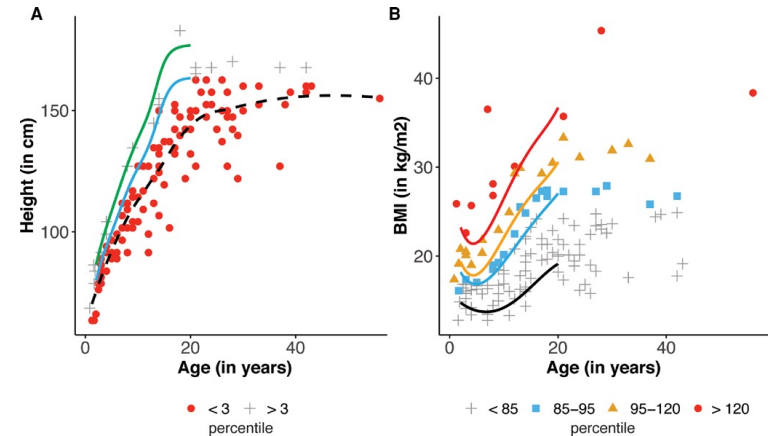 A
B
Height (in cm)
150
100
0
20
40
Age (in years)
< 3
> 3
percentile
BMI (in kg/m2)
40
30
20
0
20
40
Age (in years)
< 85
85–95
95–120
> 120
percentile